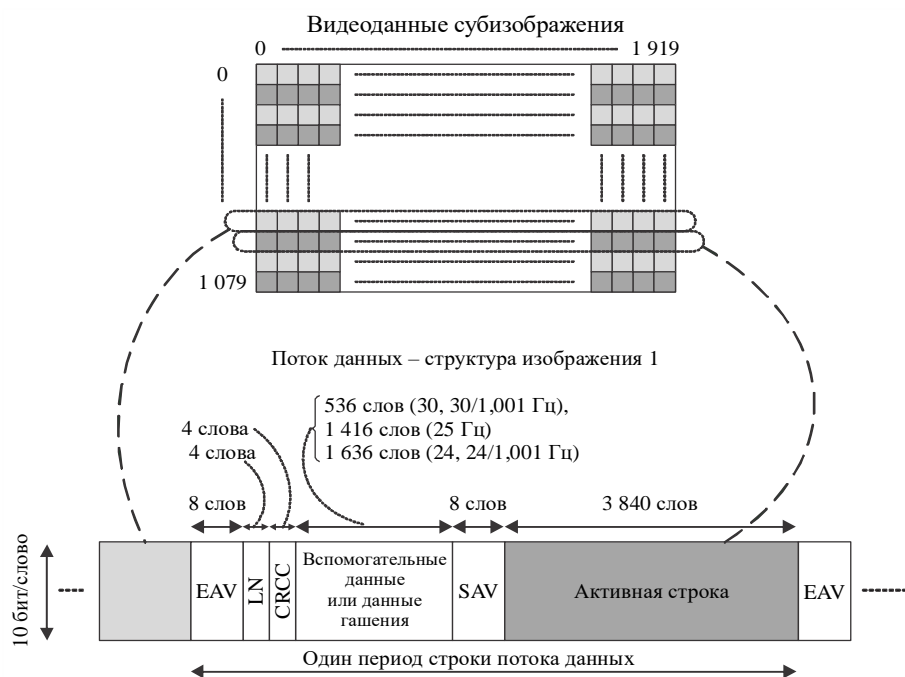 Видеоданные субизображения
0 1 919
0
1 079
Поток данных – структура изображения 1
536 слов (30, 30/1,001 Гц),
1 416 слов (25 Гц)
1 636 слов (24, 24/1,001 Гц)
4 слова
4 слова
8 слов
8 слов
3 840 слов
10 бит/слово
EAV
LN
CRCC
Вспомогательные
данные
или данные
гашения
SAV
Активная строка
EAV
Один период строки потока данных